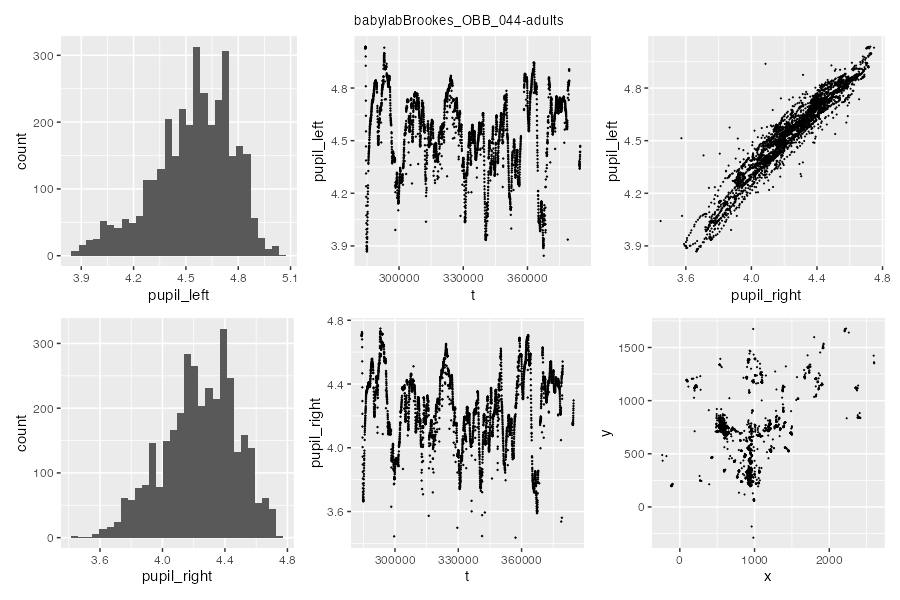 babylabBrookes_OBB_044-adults
count
300
200
100
0
3.9 4.2 4.5 4.8 5.1
pupil_left
pupil_left
4.8
4.5
4.2
3.9
300000 330000 360000
t
pupil_left
4.8
4.5
4.2
3.9
3.6 4.0 4.4 4.8
pupil_right
count
300
200
100
0
3.6 4.0 4.4 4.8
pupil_right
pupil_right
4.8
4.4
4.0
3.6
300000 330000 360000
t
y
1500
1000
500
0
0 1000 2000
x